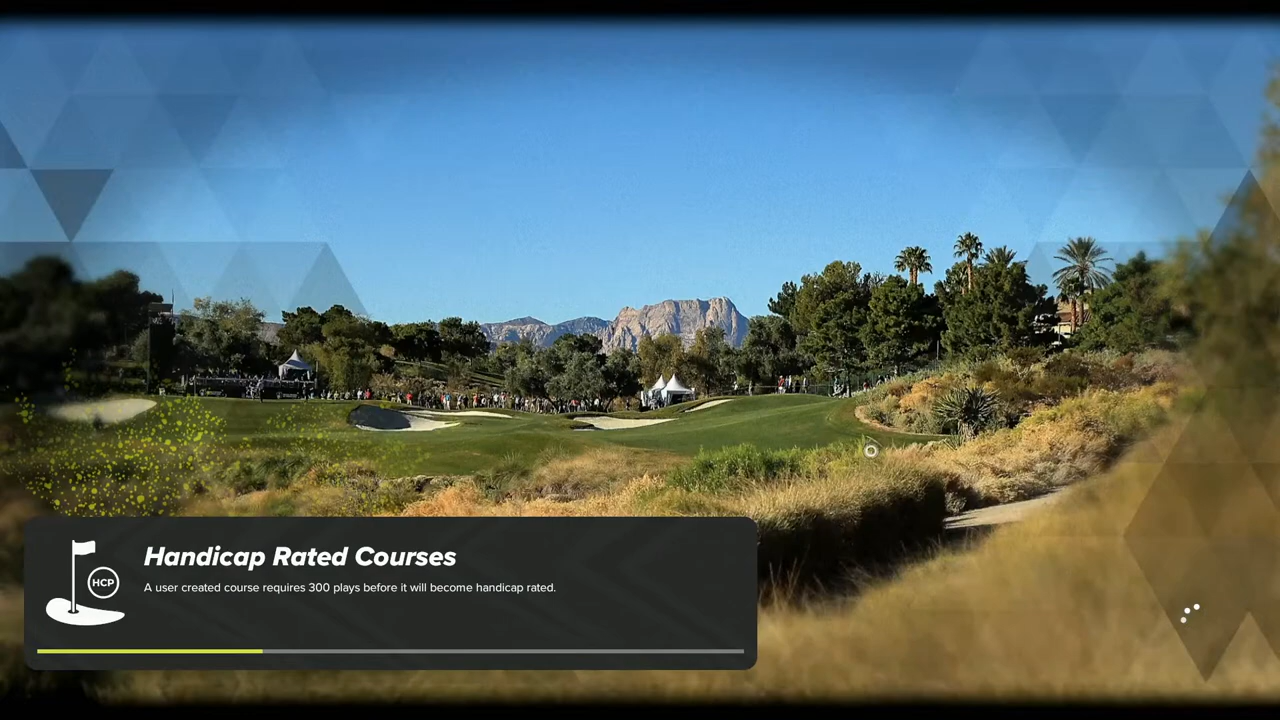 Handicap Rated Courses
HCP
A user created course requires 300 plays before it will become handicap rated.